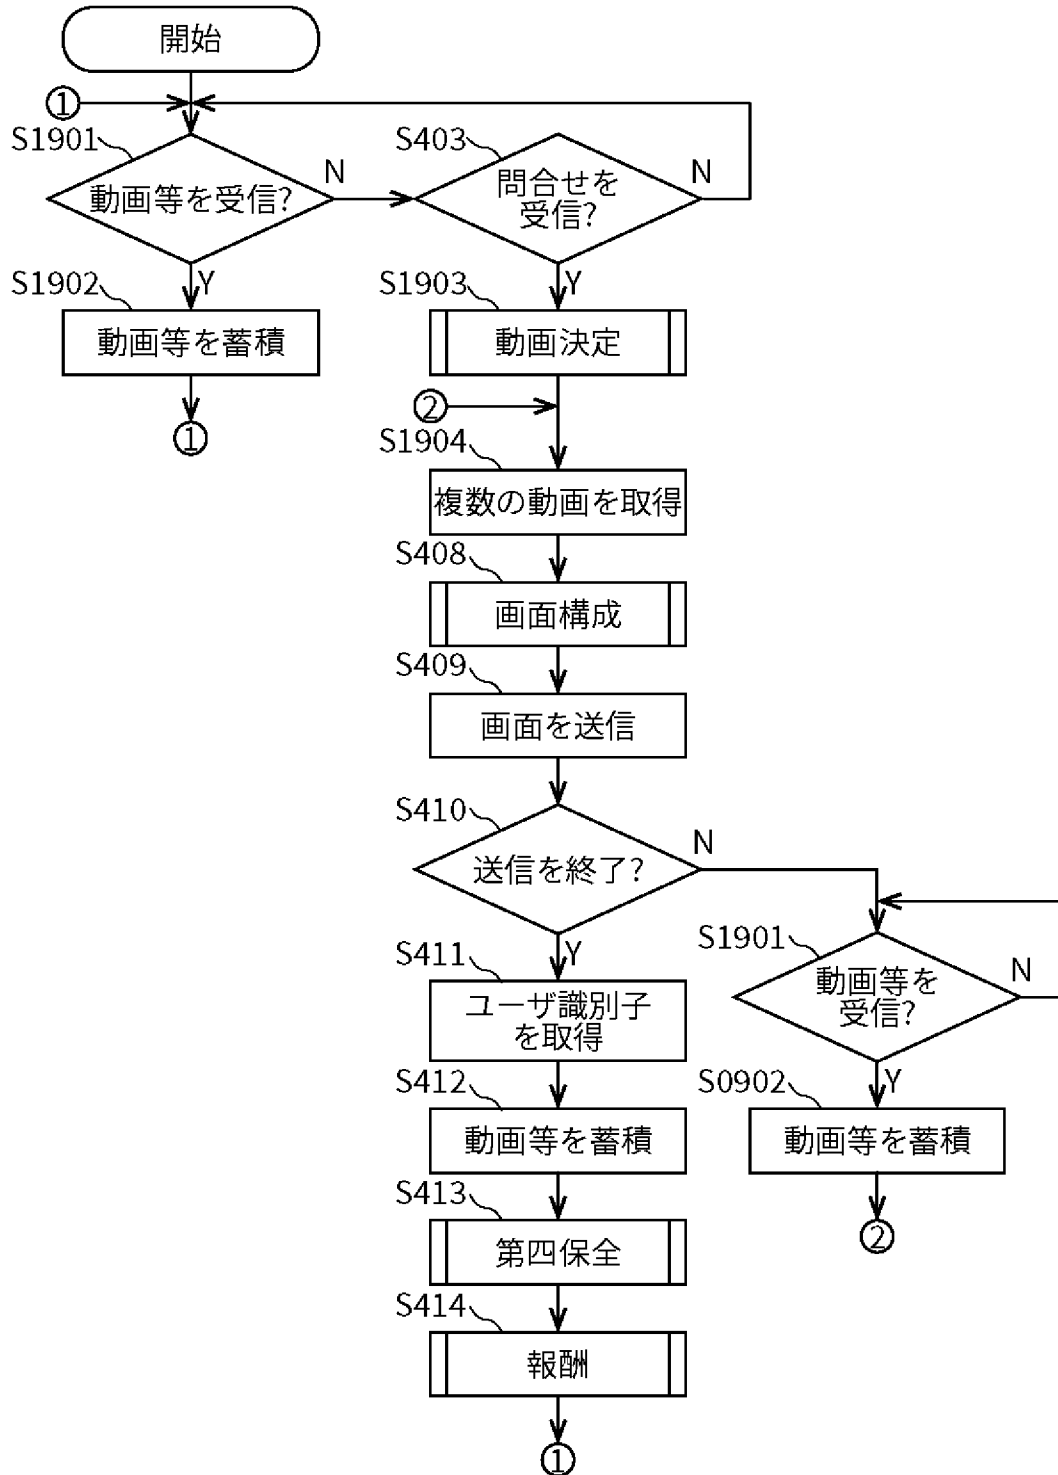 開始
①
S1901
動画等を受信?
N
S403
問合せを
受信?
N
Y
S1902
動画等を蓄積
①
Y
S1903
動画決定
②
S1904
複数の動画を取得
S408
画面構成
S409
画面を送信
S410
送信を終了?
N
Y
S411
ユーザ識別子
を取得
S412
動画等を蓄積
S413
第四保全
S414
報酬
①
S1901
動画等を
受信?
N
Y
S0902
動画等を蓄積
②